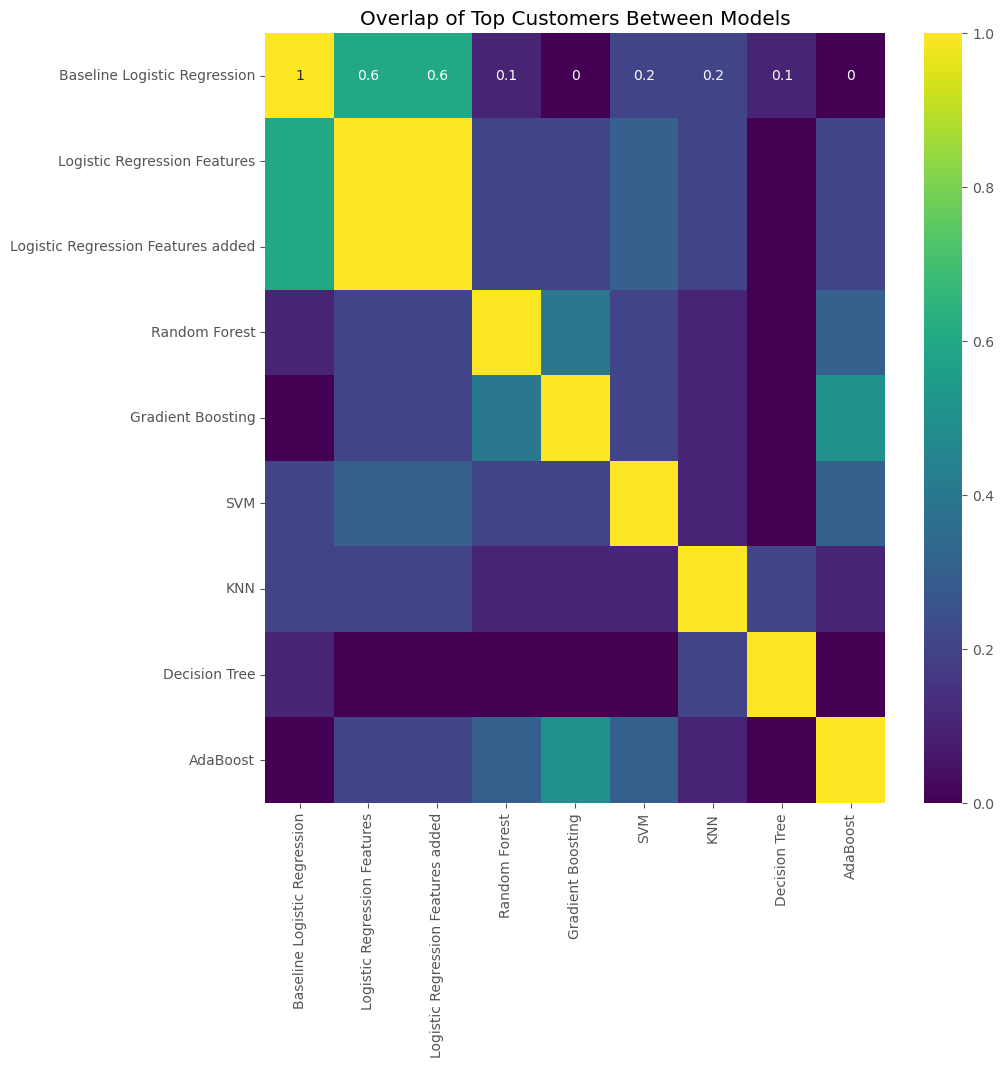 Overlap of Top Customers Between Models
Baseline Logistic Regression
1 0.6 0.6 0.1 0 0.2 0.2 0.1 0
Logistic Regression Features
Logistic Regression Features added
Random Forest
Gradient Boosting
SVM
KNN
Decision Tree
AdaBoost
Baseline Logistic Regression
Logistic Regression Features
Logistic Regression Features added
Random Forest
Gradient Boosting
SVM
KNN
Decision Tree
AdaBoost
1.0
0.8
0.6
0.4
0.2
0.0